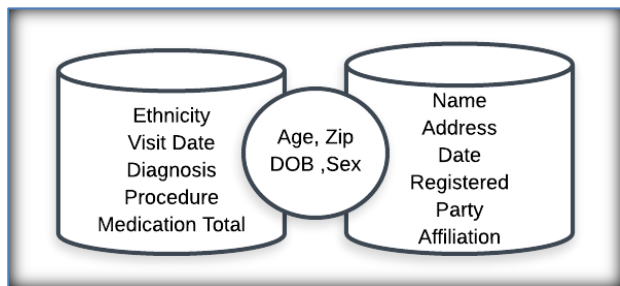 Ethnicity
Visit Date
Diagnosis
Procedure
Medication Total
Age, Zip
DOB ,Sex
Name
Address
Date
Registered
Party
Affiliation